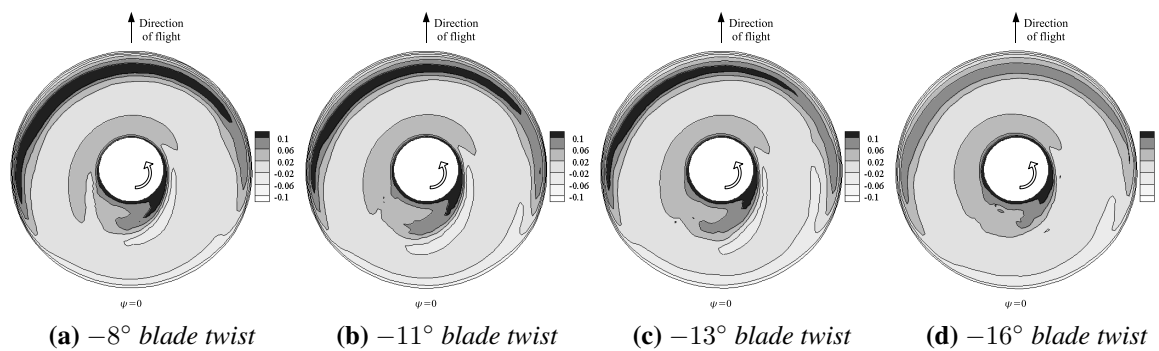 Direction
of flight
0.1
0.06
0.02
-0.02
-0.06
-0.1
ψ=0
(a) −8° blade twist
Direction
of flight
0.1
0.06
0.02
-0.02
-0.06
-0.1
ψ=0
(b) −11° blade twist
Direction
of flight
0.1
0.06
0.02
-0.02
-0.06
-0.1
ψ=0
(c) −13° blade twist
Direction
of flight
ψ=0
(d) −16° blade twist